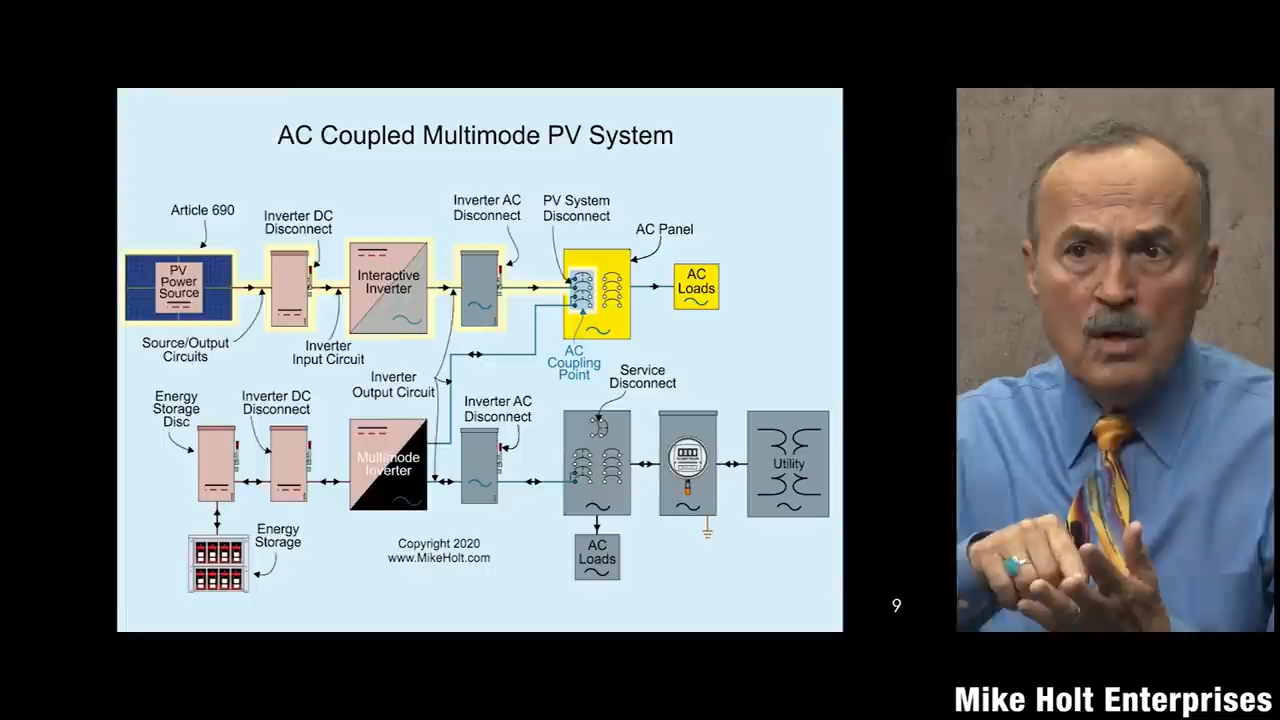 AC Coupled Multimode PV System
Article 690
Inverter DC
Disconnect
Inverter AC
Disconnect
PV System
Disconnect
AC Panel
PV
Power
Source
Interactive
Inverter
AC
Loads
Source/Output
Circuits
Inverter
Input Circuit
Inverter
Output Circuit
AC
Coupling
Point
Service
Disconnect
Energy
Storage
Disc
Inverter DC
Disconnect
Inverter AC
Disconnect
Multimode
Inverter
Utility
Energy
Storage
Copyright 2020
www.MikeHolt.com
AC
Loads
9
Mike Holt Enterprises